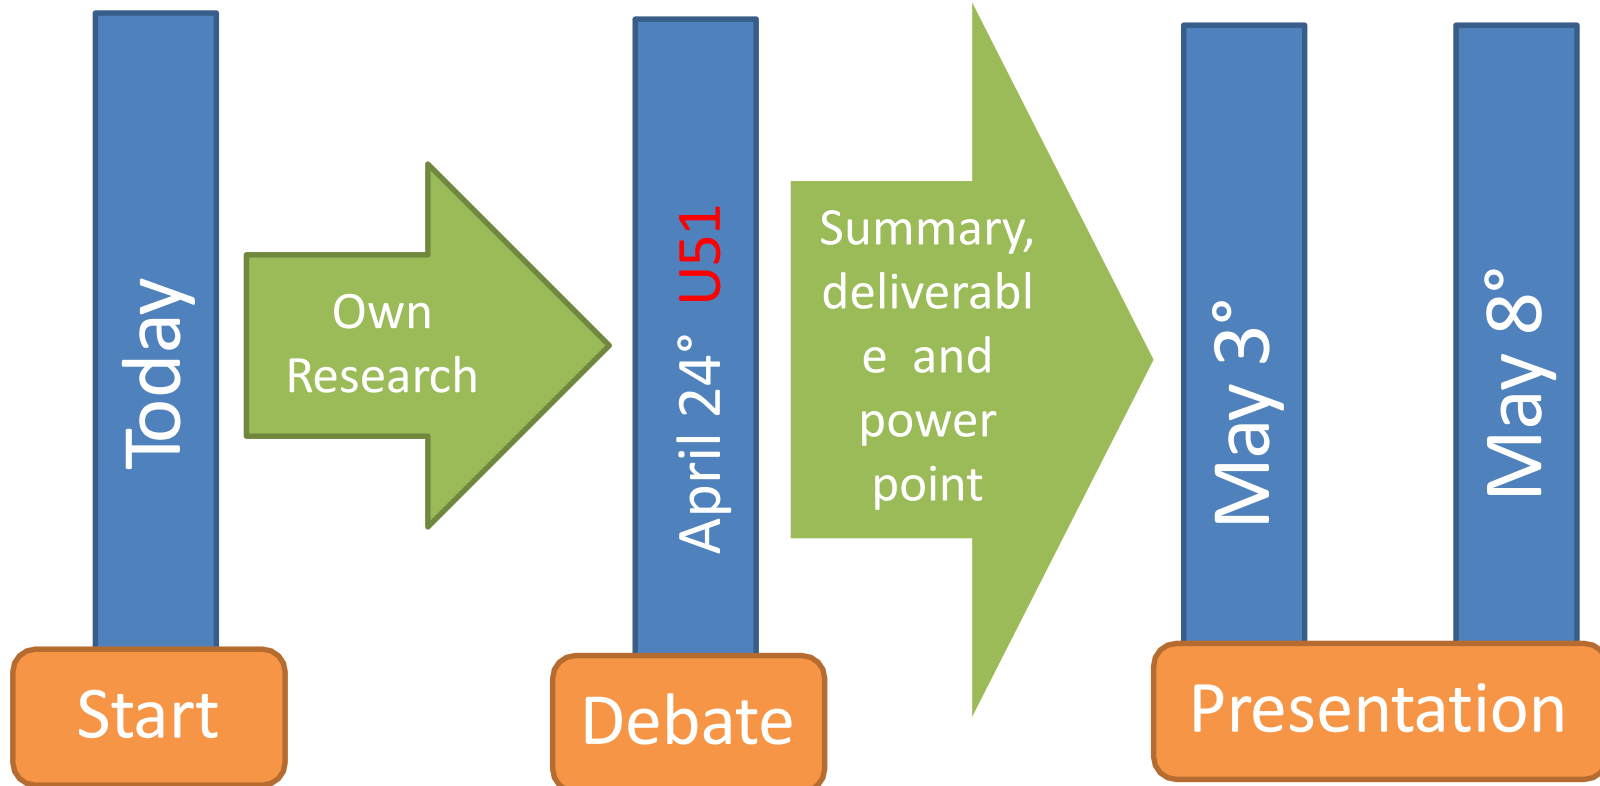 Today
Own
Research
April 24° U51
Summary,
deliverabl
e and
power
point
May 3°
May 8°
Start
Debate
Presentation